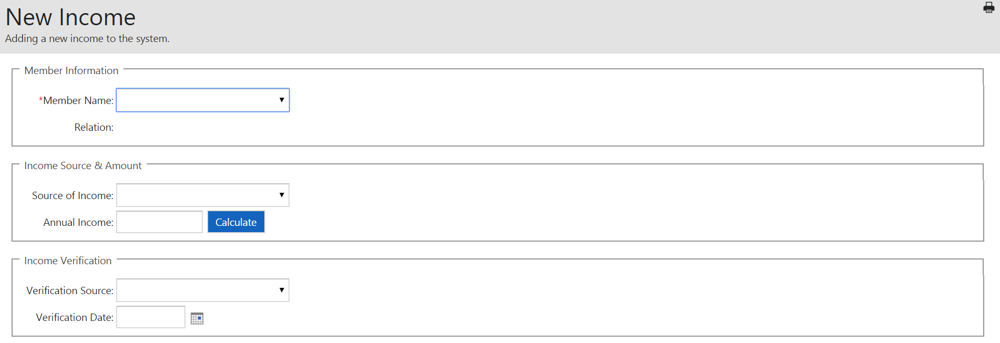 New Income
Adding a new income to the system.
Member Information
*Member Name:
Relation:
Income Source & Amount
Source of Income:
Annual Income: Calculate
Income Verification
Verification Source:
Verification Date: